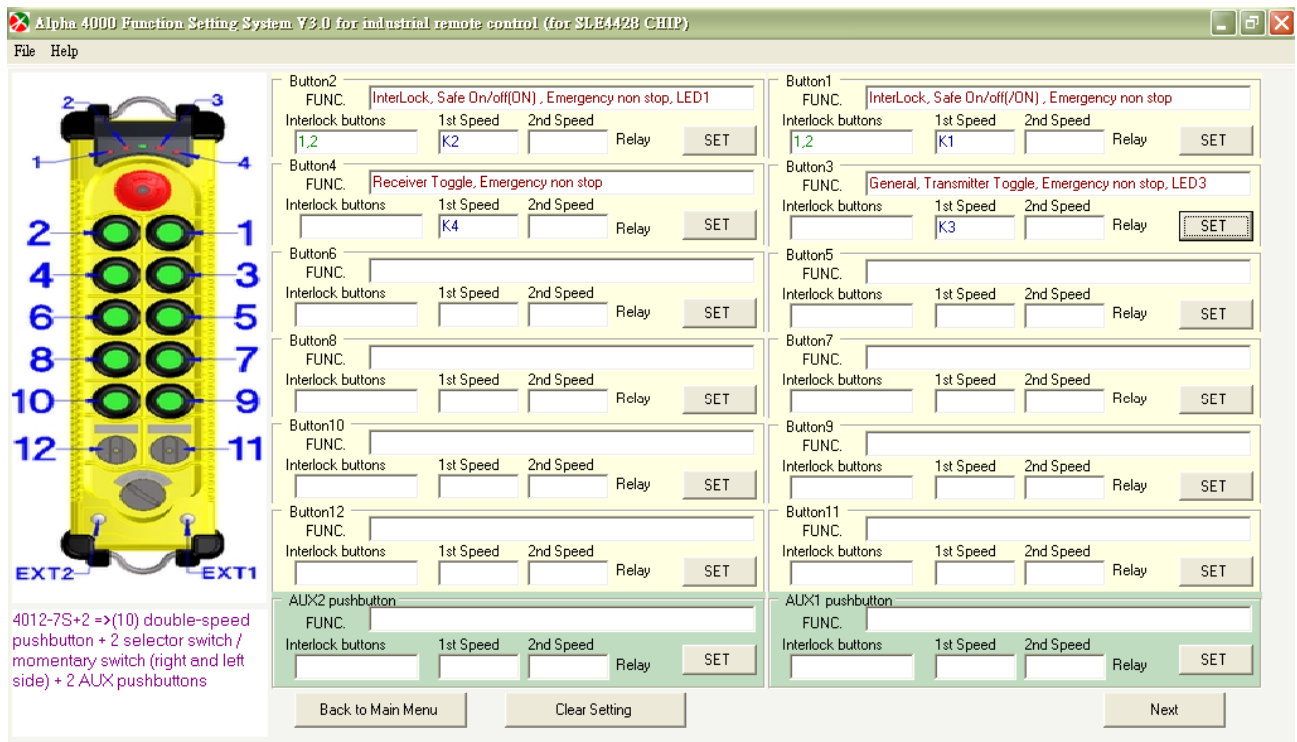 Alpha 4000 Function Setting System V3.0 for industrial remote control (for SLE4428 CHIP)
File Help
2 3
1 4
2 1
4 3
6 5
8 7
10 9
12 11
EXT2 EXT1
4012-7S+2 =>(10) double-speed
pushbutton + 2 selector switch /
momentary switch (right and left
side) + 2 AUX pushbuttons
Button2
FUNC. InterLock, Safe On/off(ON) , Emergency non stop, LED1
Interlock buttons 1st Speed 2nd Speed
1,2 K2 Relay SET
Button1
FUNC. InterLock, Safe On/off(/ON) , Emergency non stop
Interlock buttons 1st Speed 2nd Speed
1,2 K1 Relay SET
Button4
FUNC. Receiver Toggle, Emergency non stop
Interlock buttons 1st Speed 2nd Speed
K4 Relay SET
Button3
FUNC. General, Transmitter Toggle, Emergency non stop, LED3
Interlock buttons 1st Speed 2nd Speed
K3 Relay SET
Button6
FUNC.
Interlock buttons 1st Speed 2nd Speed
Relay SET
Button5
FUNC.
Interlock buttons 1st Speed 2nd Speed
Relay SET
Button8
FUNC.
Interlock buttons 1st Speed 2nd Speed
Relay SET
Button7
FUNC.
Interlock buttons 1st Speed 2nd Speed
Relay SET
Button10
FUNC.
Interlock buttons 1st Speed 2nd Speed
Relay SET
Button9
FUNC.
Interlock buttons 1st Speed 2nd Speed
Relay SET
Button12
FUNC.
Interlock buttons 1st Speed 2nd Speed
Relay SET
Button11
FUNC.
Interlock buttons 1st Speed 2nd Speed
Relay SET
AUX2 pushbutton
FUNC.
Interlock buttons 1st Speed 2nd Speed
Relay SET
AUX1 pushbutton
FUNC.
Interlock buttons 1st Speed 2nd Speed
Relay SET
Back to Main Menu Clear Setting Next